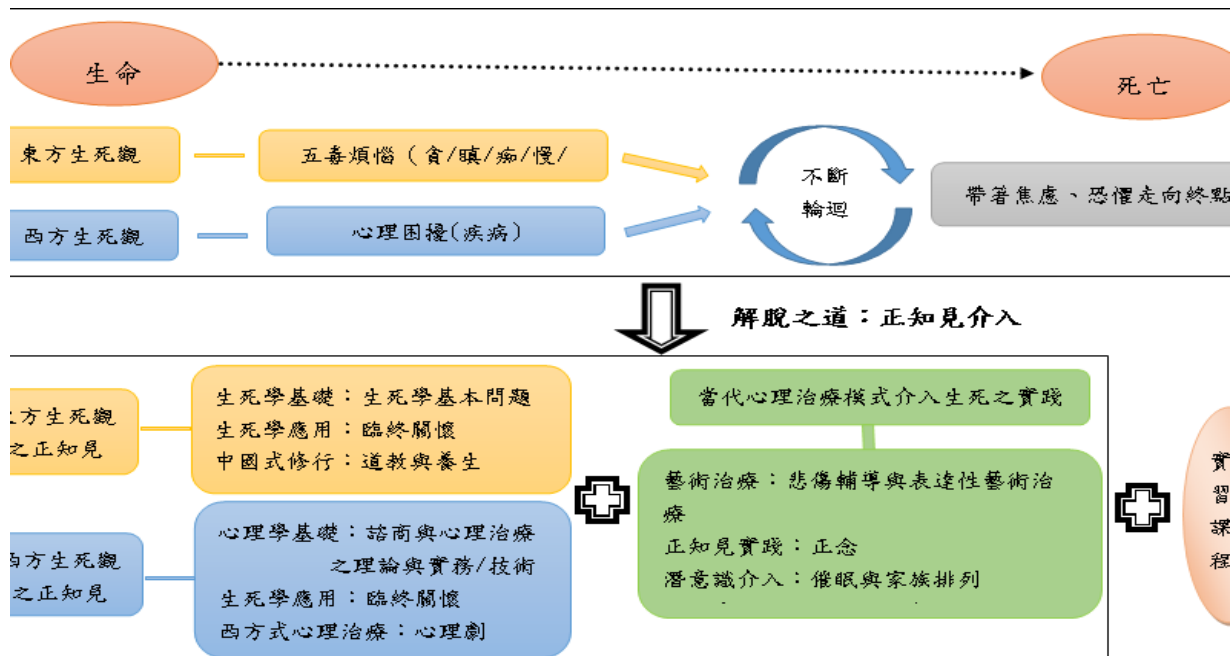 生命
死亡
東方生死觀
五毒煩惱（貪/瞋/痴/慢/
不斷
輪迴
帶著焦慮、恐懼走向終點
西方生死觀
心理困擾(疾病)
解脫之道：正知見介入
方生死觀
之正知見
生死學基礎：生死學基本問題
生死學應用：臨終關懷
中國式修行：道教與養生
西方生死觀
之正知見
心理學基礎：諮商與心理治療
之理論與實務/技術
生死學應用：臨終關懷
西方式心理治療：心理劇
當代心理治療模式介入生死之實踐
藝術治療：悲傷輔導與表達性藝術治
療
正知見實踐：正念
潛意識介入：催眠與家族排列
實
習
課
程